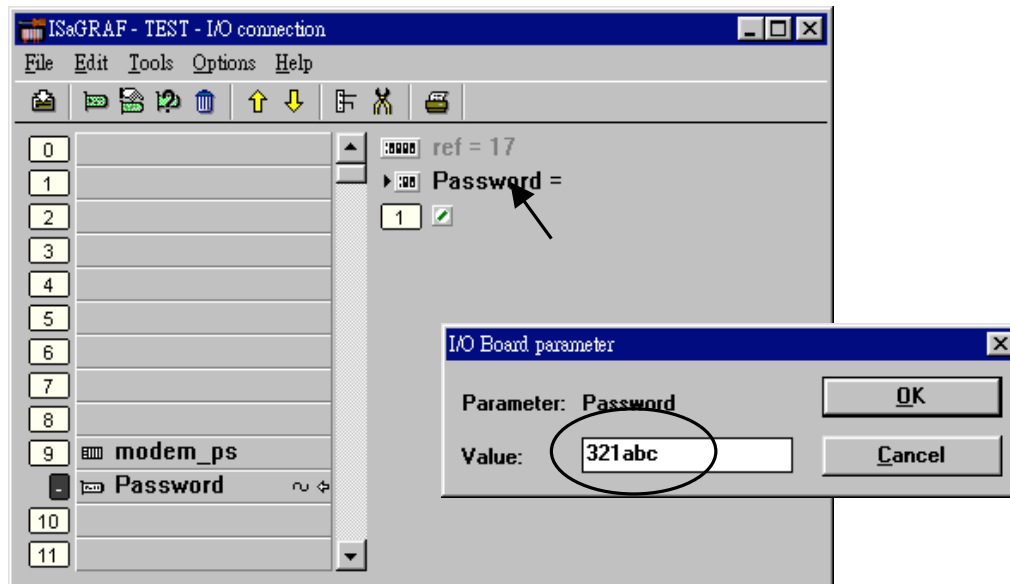 ISaGRAF - TEST - I/O connection
File Edit Tools Options Help
0
1
2
3
4
5
6
7
8
9 modem_ps
- Password
10
11
ref = 17
Password =
1
I/O Board parameter
Parameter: Password
Value: 321abc
OK
Cancel